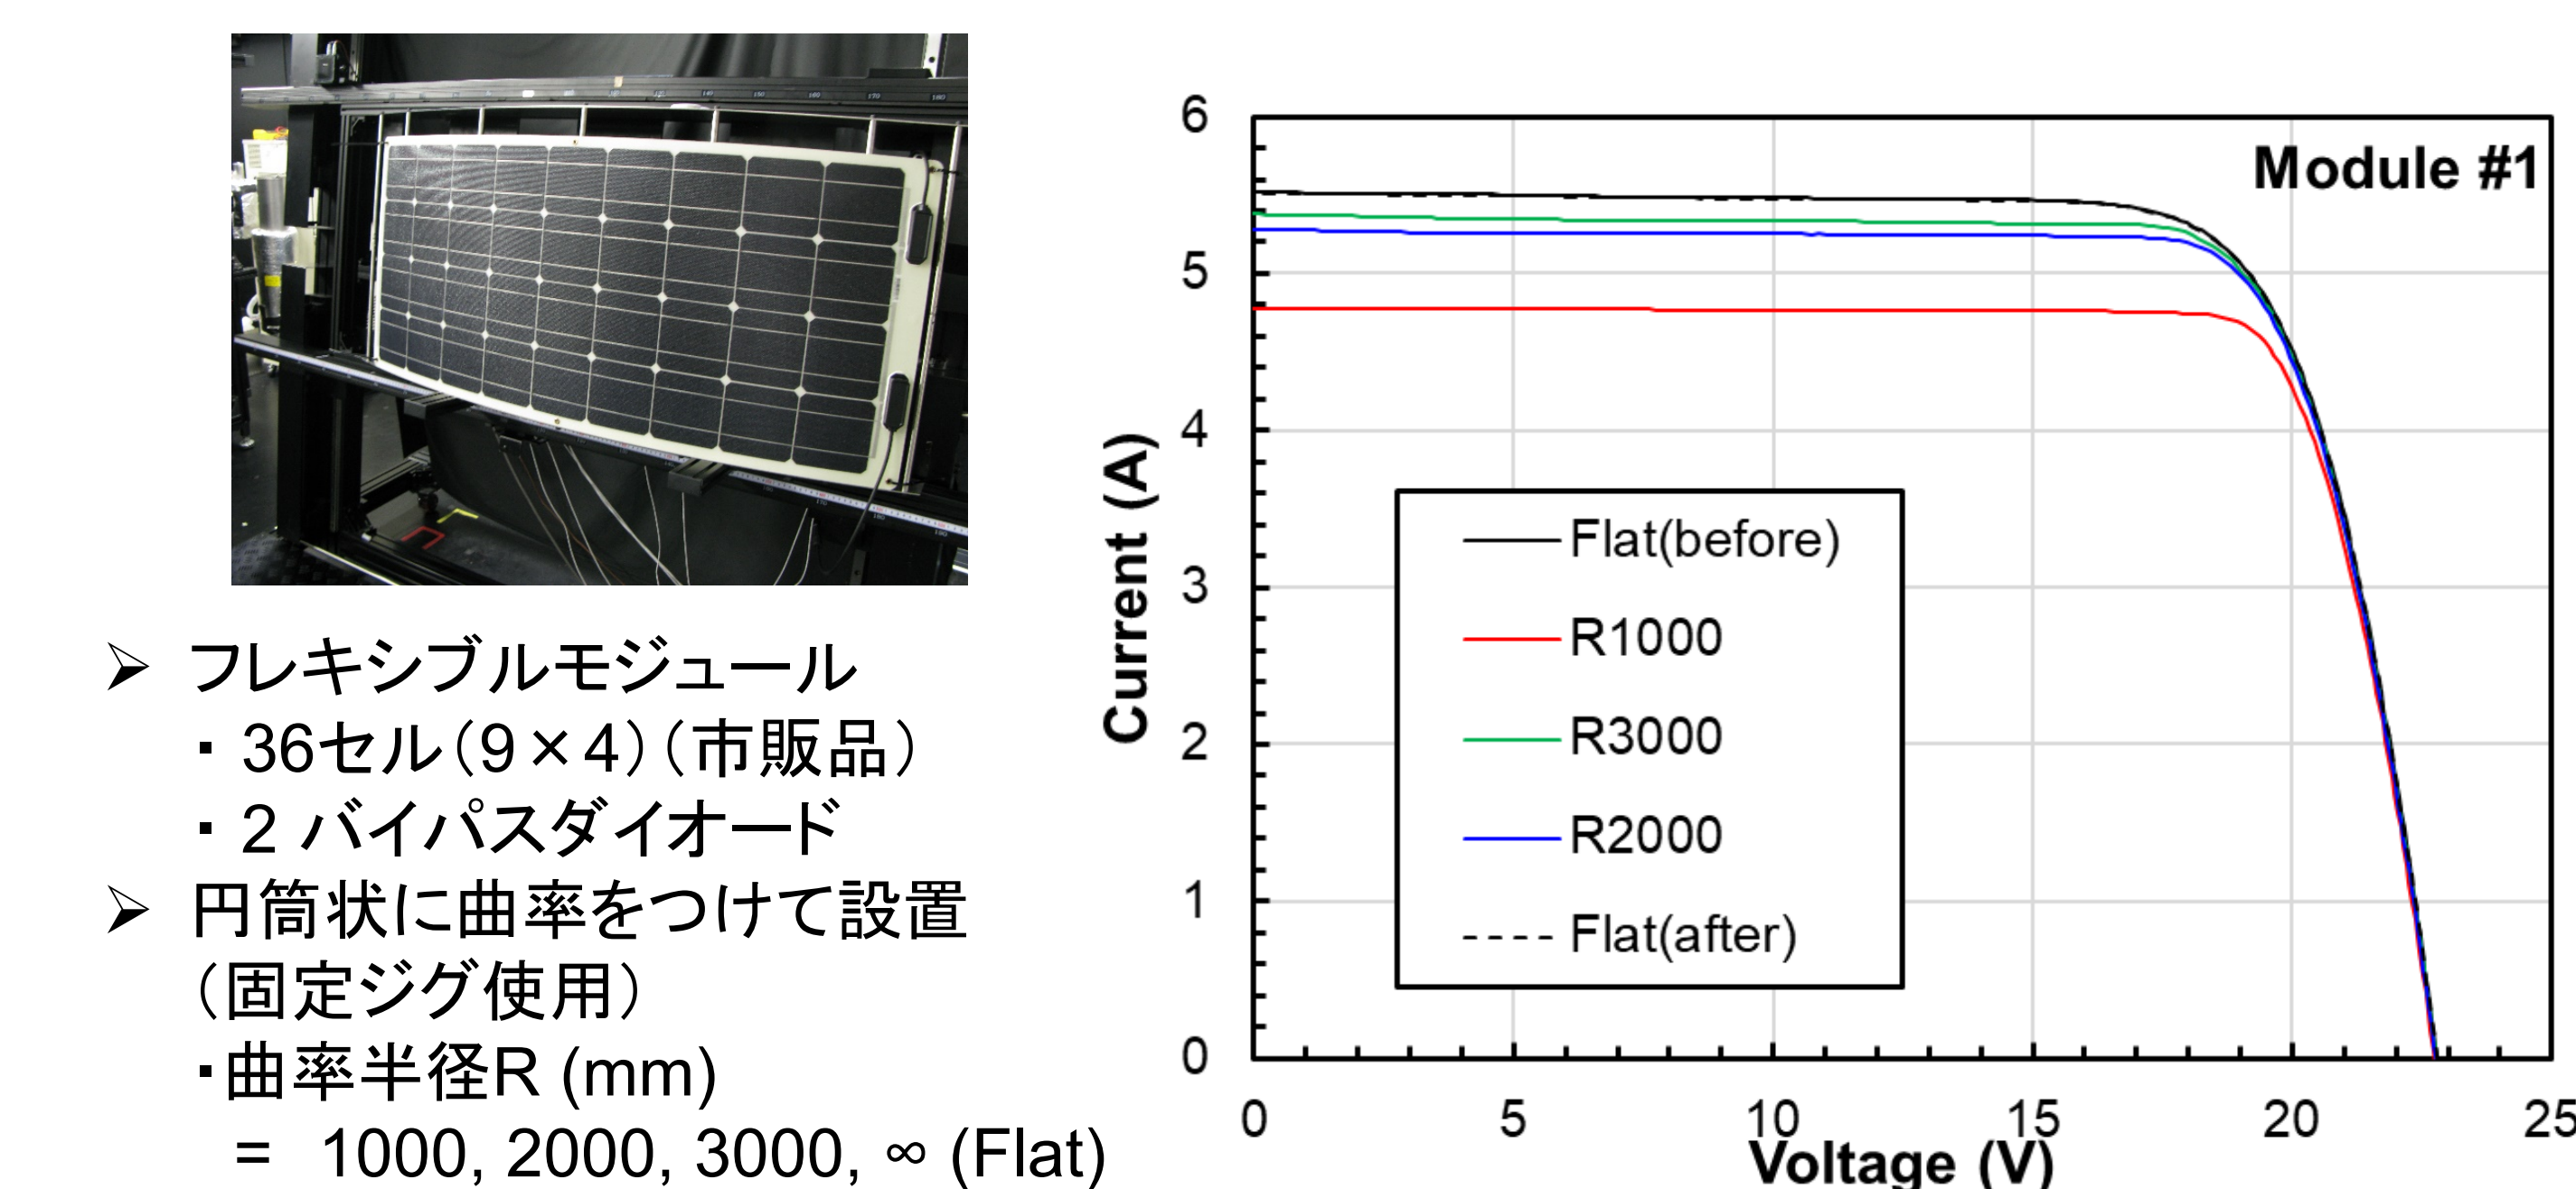 ➢ フレキシブルモジュール
・36セル（9×4）（市販品）
・2 バイパスダイオード
➢ 円筒状に曲率をつけて設置
（固定ジグ使用）
・曲率半径R (mm)
= 1000, 2000, 3000, ∞ (Flat)
Module #1
Current (A)
6
5
4
3
2
1
0
Flat(before)
R1000
R3000
R2000
Flat(after)
0 5 10 15 20 25
Voltage (V)